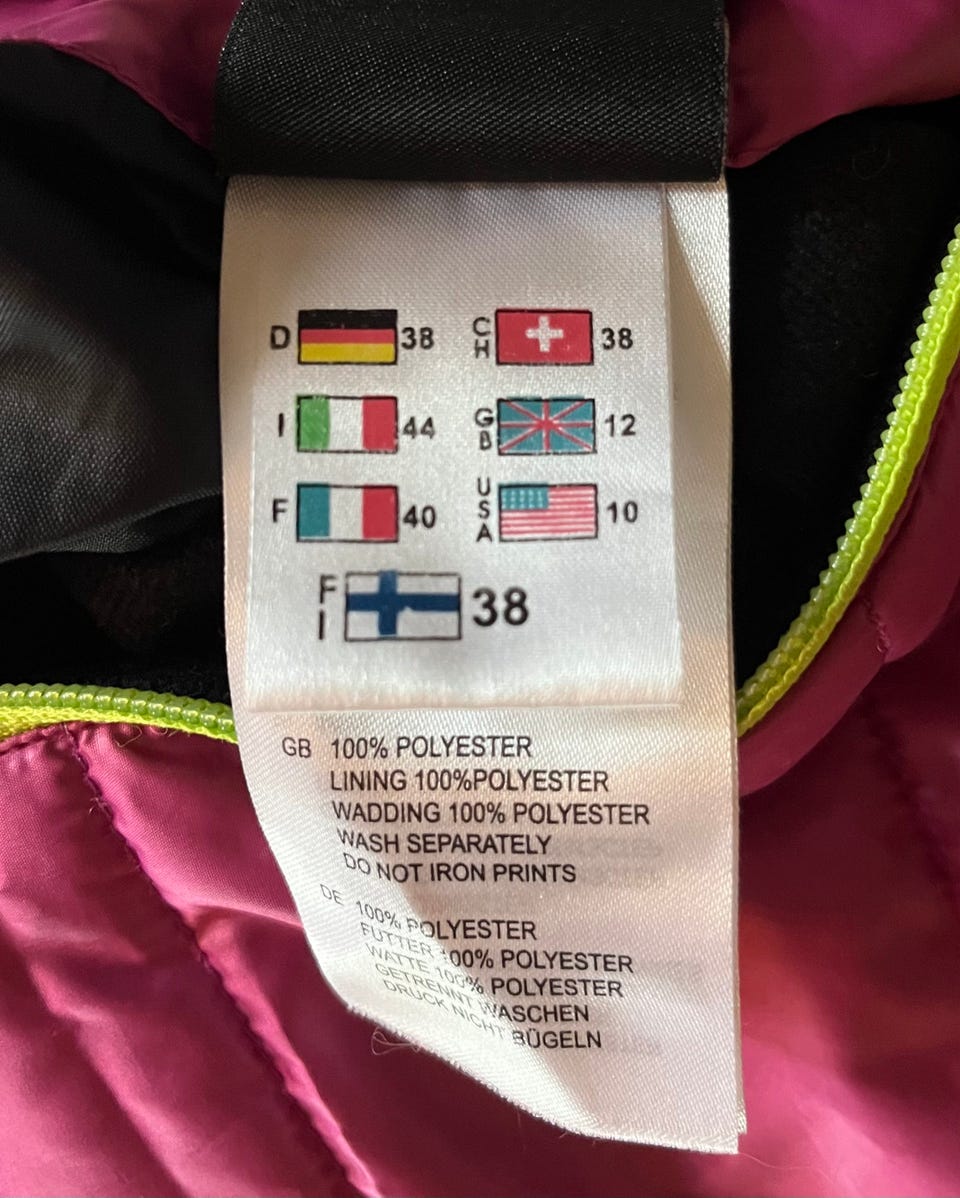 D 38 CH 38
I 44 GB 12
F 40 USA 10
FI 38
GB 100% POLYESTER
LINING 100%POLYESTER
WADDING 100% POLYESTER
WASH SEPARATELY
DO NOT IRON PRINTS
DE 100% POLYESTER
FUTTER 100% POLYESTER
WATTE 100% POLYESTER
GETRENNT WASCHEN
DRUCK NICHT BÜGELN